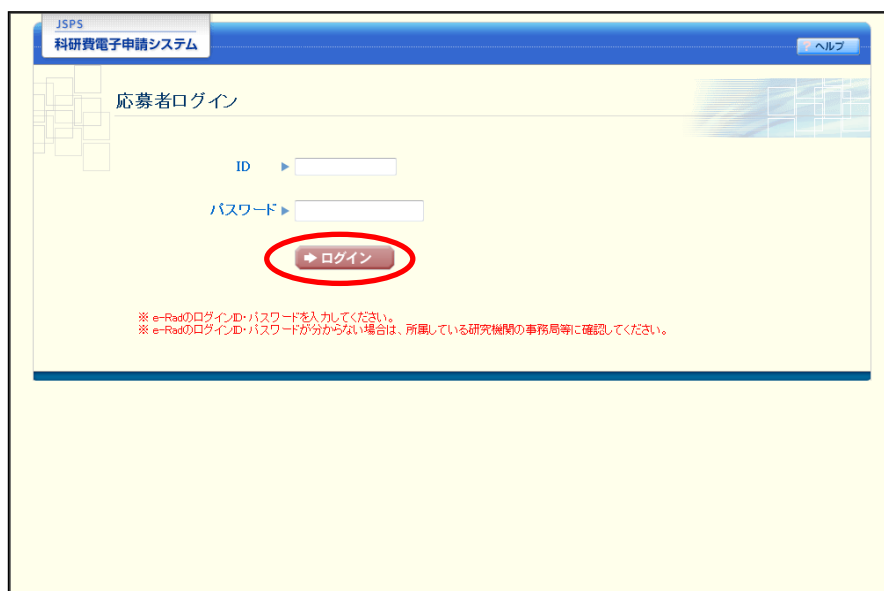 JSPS
科研費電子申請システム
? ヘルプ
応募者ログイン
ID
パスワード
ログイン
※ e-RadのログインID・パスワードを入力してください。
※ e-RadのログインID・パスワードが分からない場合は、所属している研究機関の事務局等に確認してください。